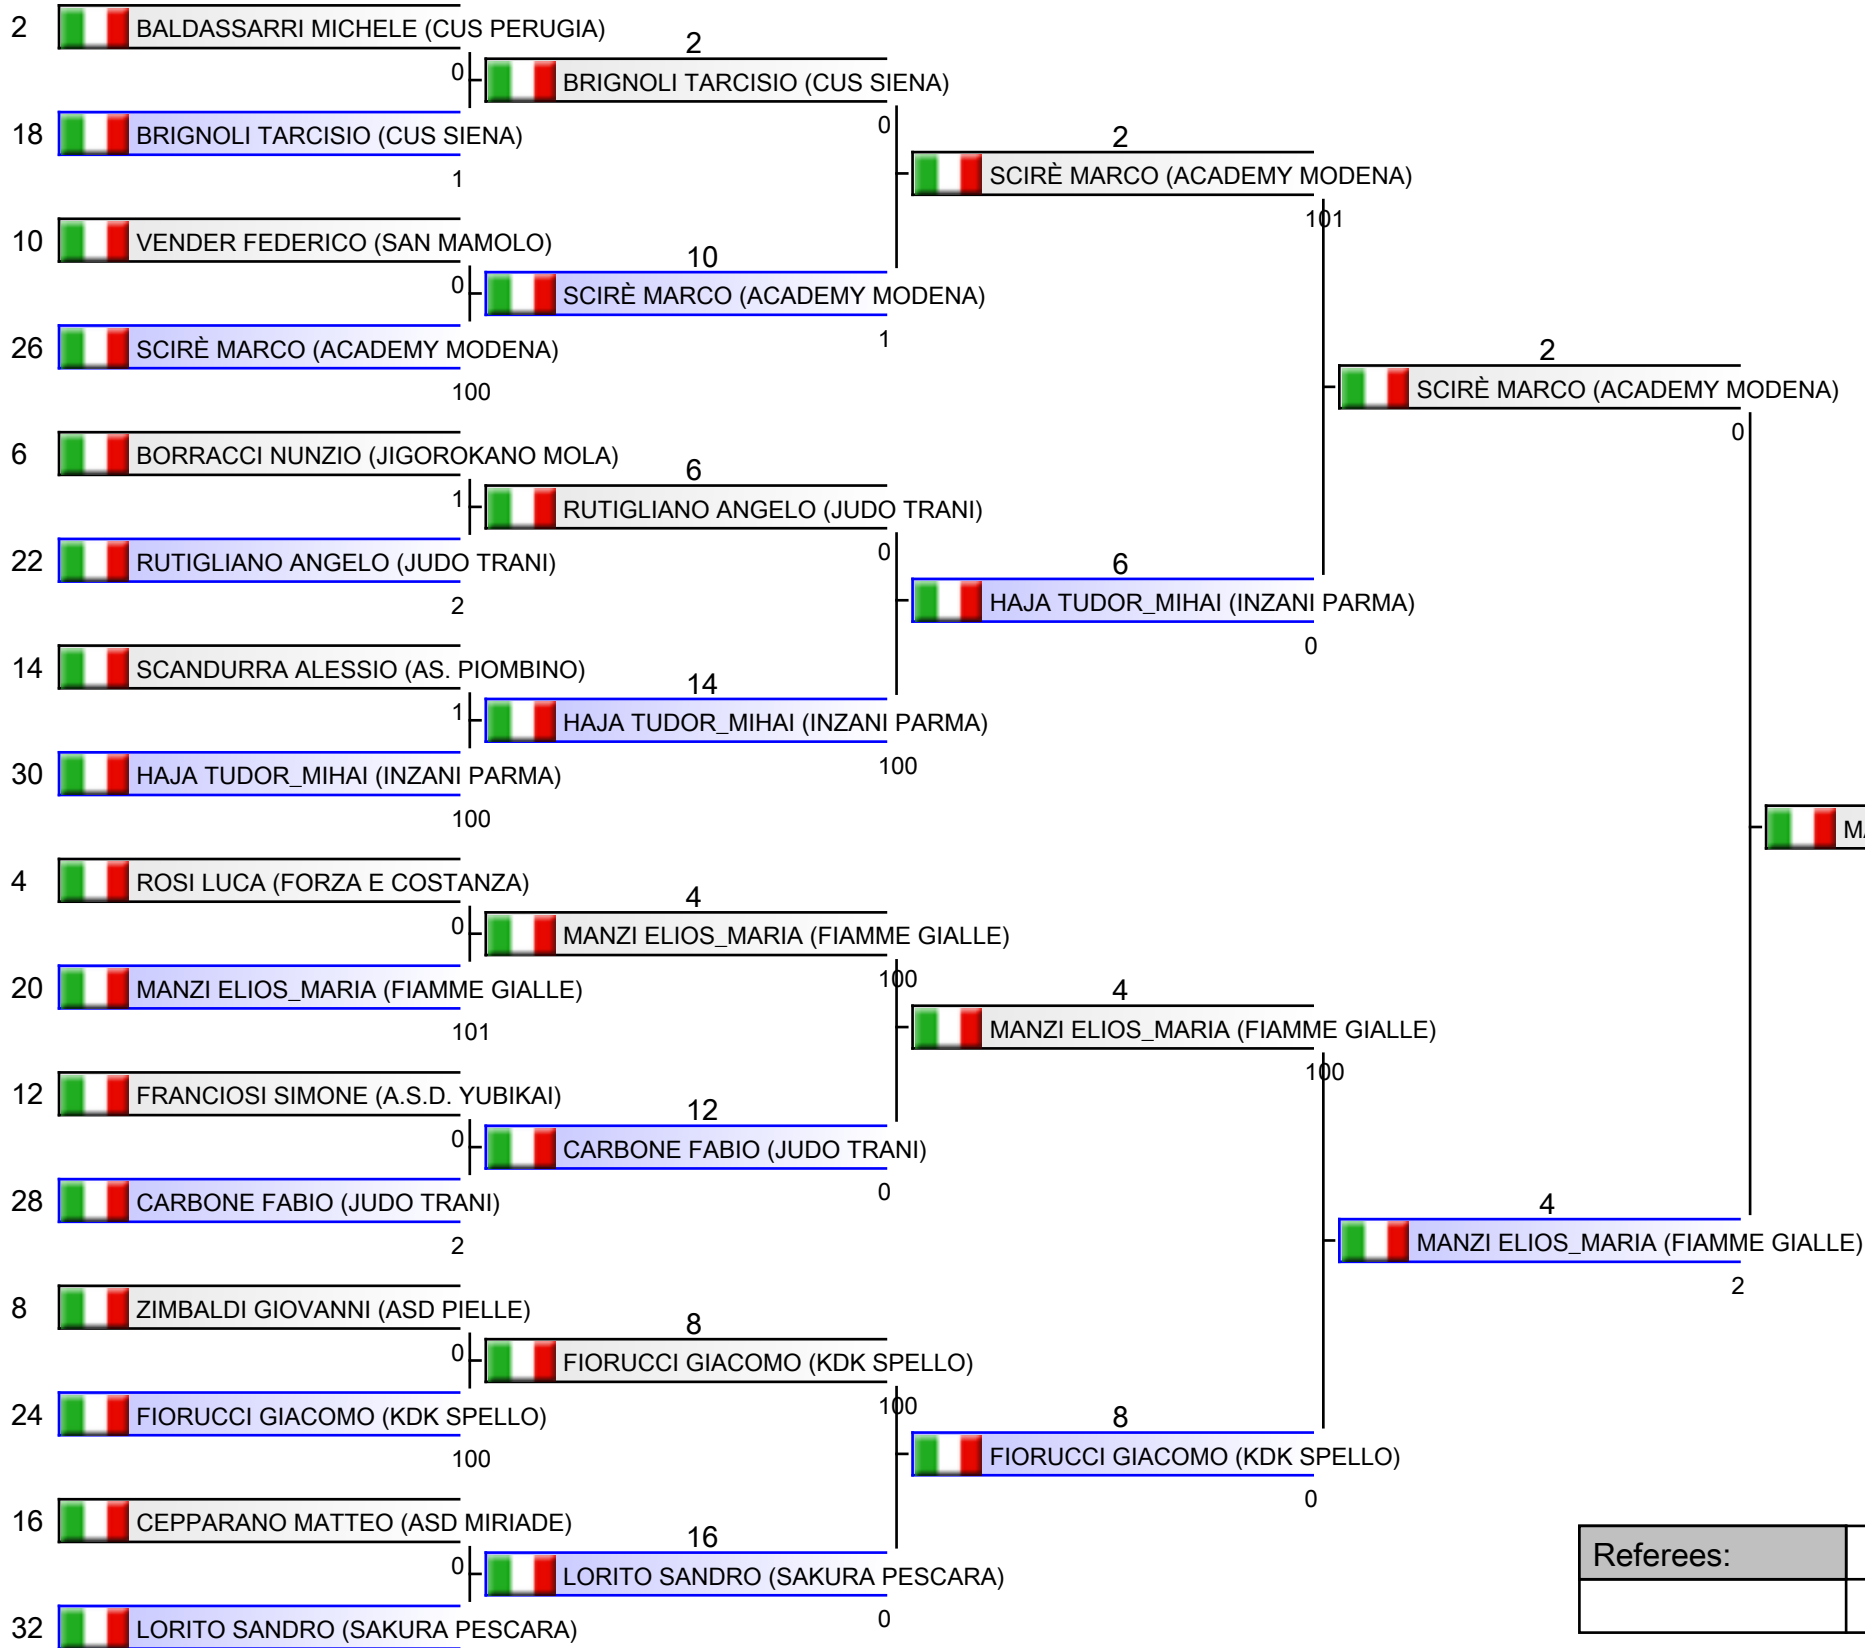 2 BALDASSARRI MICHELE (CUS PERUGIA)
0
18 BRIGNOLI TARCISIO (CUS SIENA)
1
10 VENDER FEDERICO (SAN MAMOLO)
0
26 SCIRÈ MARCO (ACADEMY MODENA)
100
6 BORRACCI NUNZIO (JIGOROKANO MOLA)
1
22 RUTIGLIANO ANGELO (JUDO TRANI)
2
14 SCANDURRA ALESSIO (AS. PIOMBINO)
1
30 HAJA TUDOR_MIHAI (INZANI PARMA)
100
4 ROSI LUCA (FORZA E COSTANZA)
0
20 MANZI ELIOS_MARIA (FIAMME GIALLE)
101
12 FRANCIOSI SIMONE (A.S.D. YUBIKAI)
0
28 CARBONE FABIO (JUDO TRANI)
2
8 ZIMBALDI GIOVANNI (ASD PIELLE)
0
24 FIORUCCI GIACOMO (KDK SPELLO)
100
16 CEPPARANO MATTEO (ASD MIRIADE)
0
32 LORITO SANDRO (SAKURA PESCARA)
2
BRIGNOLI TARCISIO (CUS SIENA)
0
10
SCIRÈ MARCO (ACADEMY MODENA)
1
6
RUTIGLIANO ANGELO (JUDO TRANI)
0
14
HAJA TUDOR_MIHAI (INZANI PARMA)
100
4
MANZI ELIOS_MARIA (FIAMME GIALLE)
100
12
CARBONE FABIO (JUDO TRANI)
0
8
FIORUCCI GIACOMO (KDK SPELLO)
100
16
LORITO SANDRO (SAKURA PESCARA)
0
2
SCIRÈ MARCO (ACADEMY MODENA)
101
6
HAJA TUDOR_MIHAI (INZANI PARMA)
0
4
MANZI ELIOS_MARIA (FIAMME GIALLE)
100
8
FIORUCCI GIACOMO (KDK SPELLO)
0
2
SCIRÈ MARCO (ACADEMY MODENA)
0
4
MANZI ELIOS_MARIA (FIAMME GIALLE)
2
Referees: